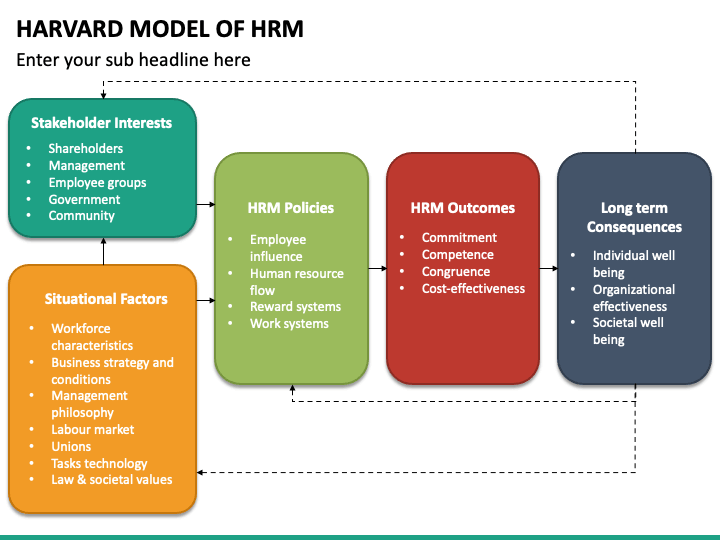 HARVARD MODEL OF HRM
Enter your sub headline here
Stakeholder Interests
• Shareholders
• Management
• Employee groups
• Government
• Community
Situational Factors
• Workforce
characteristics
• Business strategy and
conditions
• Management
philosophy
• Labour market
• Unions
• Tasks technology
• Law & societal values
HRM Policies
• Employee
influence
• Human resource
flow
• Reward systems
• Work systems
HRM Outcomes
• Commitment
• Competence
• Congruence
• Cost-effectiveness
Long term
Consequences
• Individual well
being
• Organizational
effectiveness
• Societal well
being